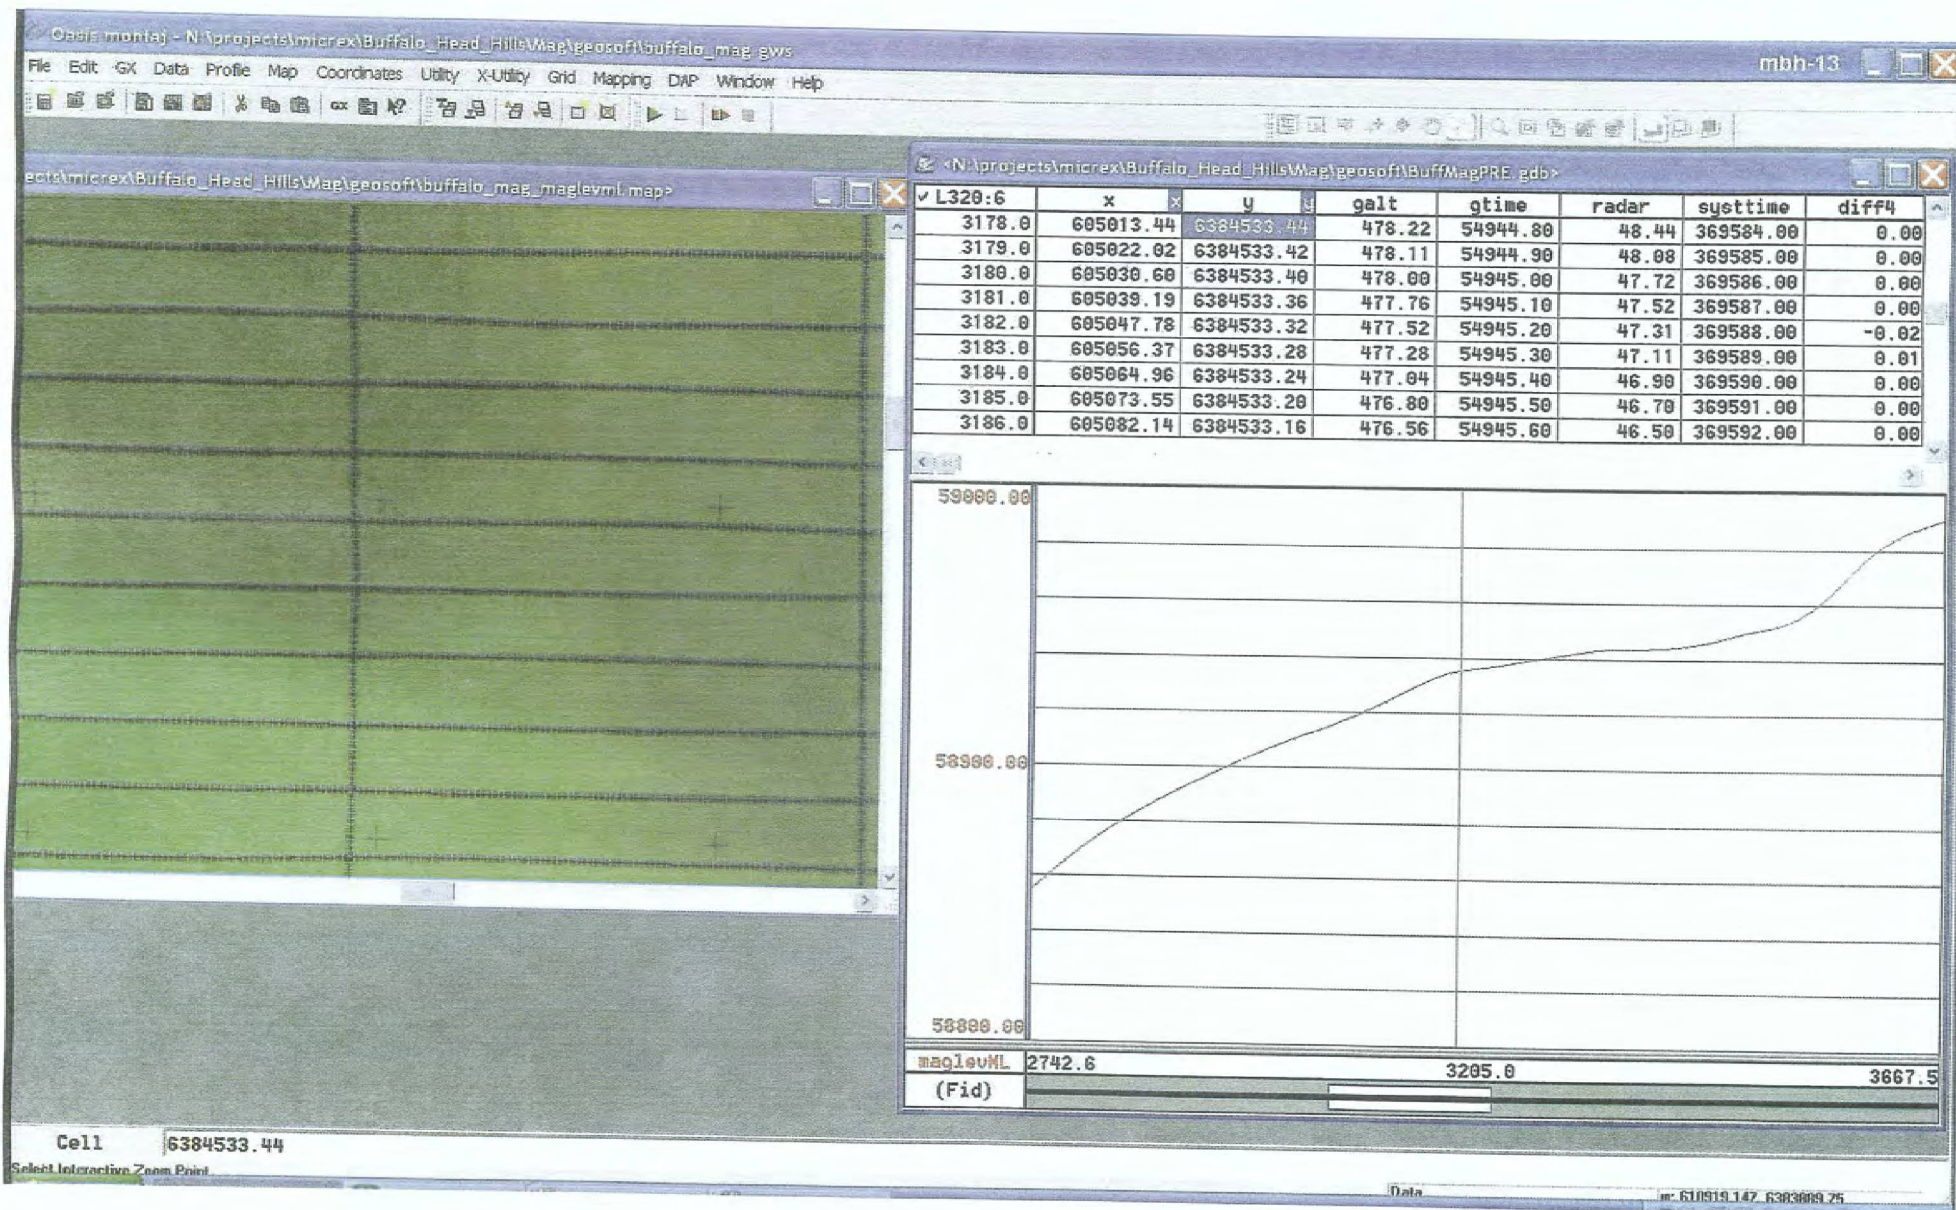 Oasis montaj - N:\projects\micrex\Buffalo_Head_Hills\Mag\geosoft\buffalo_mag.gws
mbh-13
File Edit GX Data Profile Map Coordinates Utility X-Utility Grid Mapping DAP Window Help
GX
ects\micrex\Buffalo_Head_Hills\Mag\geosoft\buffalo_mag_maglevml.map>
<N:\projects\micrex\Buffalo_Head_Hills\Mag\geosoft\BuffMagPRE.gdb>
✓ L320:6 x x y y galt gtime radar systtime diff4
3178.0 605013.44 6384533.44 478.22 54944.80 48.44 369584.00 0.00
3179.0 605022.02 6384533.42 478.11 54944.90 48.08 369585.00 0.00
3180.0 605030.60 6384533.40 478.00 54945.00 47.72 369586.00 0.00
3181.0 605039.19 6384533.36 477.76 54945.10 47.52 369587.00 0.00
3182.0 605047.78 6384533.32 477.52 54945.20 47.31 369588.00 -0.02
3183.0 605056.37 6384533.28 477.28 54945.30 47.11 369589.00 0.01
3184.0 605064.96 6384533.24 477.04 54945.40 46.90 369590.00 0.00
3185.0 605073.55 6384533.20 476.80 54945.50 46.70 369591.00 0.00
3186.0 605082.14 6384533.16 476.56 54945.60 46.50 369592.00 0.00
59000.00
58900.00
58800.00
maglevML 2742.6 3205.0 3667.5
(Fid)
Cell 6384533.44
Select Interactive Zoom Point
Data
m: 610919.147, 6383889.75